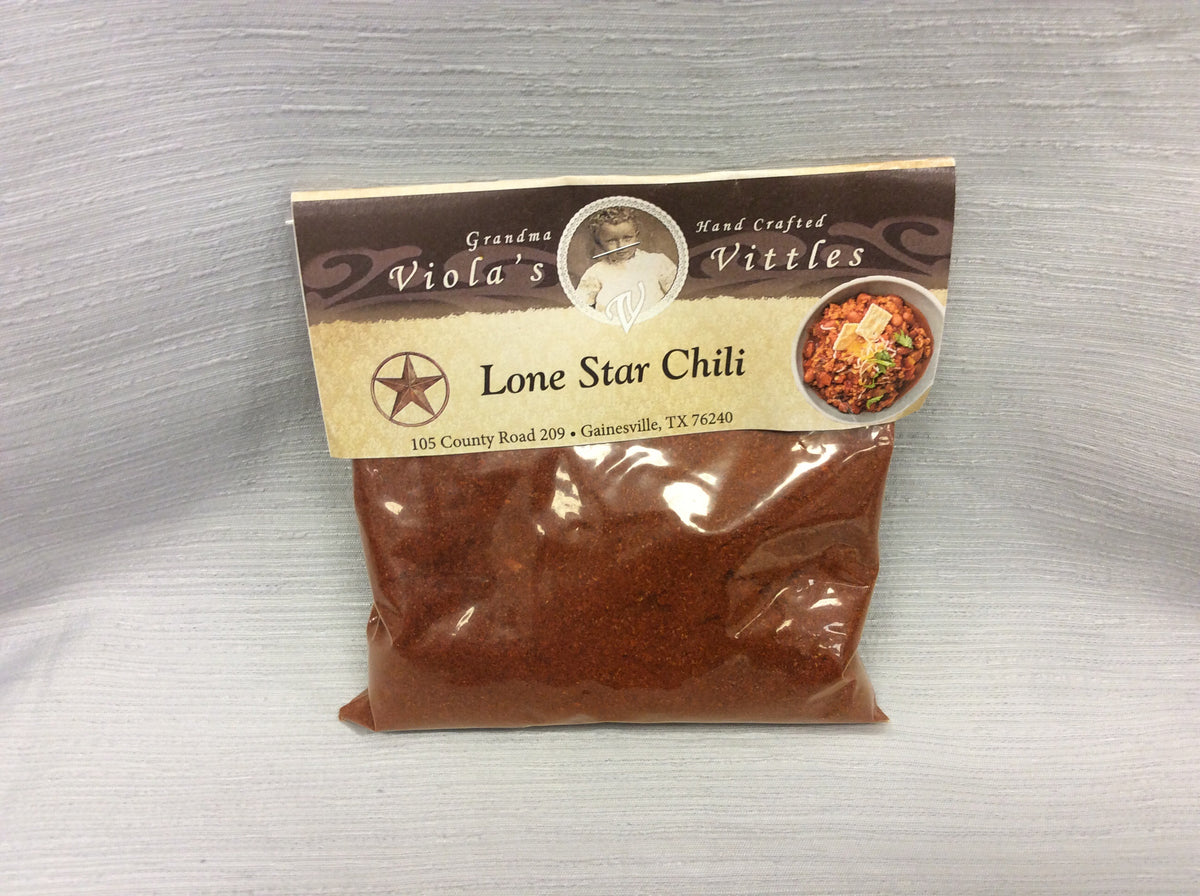 Grandma
Viola's
Hand Crafted
Vittles
V
Lone Star Chili
105 County Road 209 • Gainesville, TX 76240